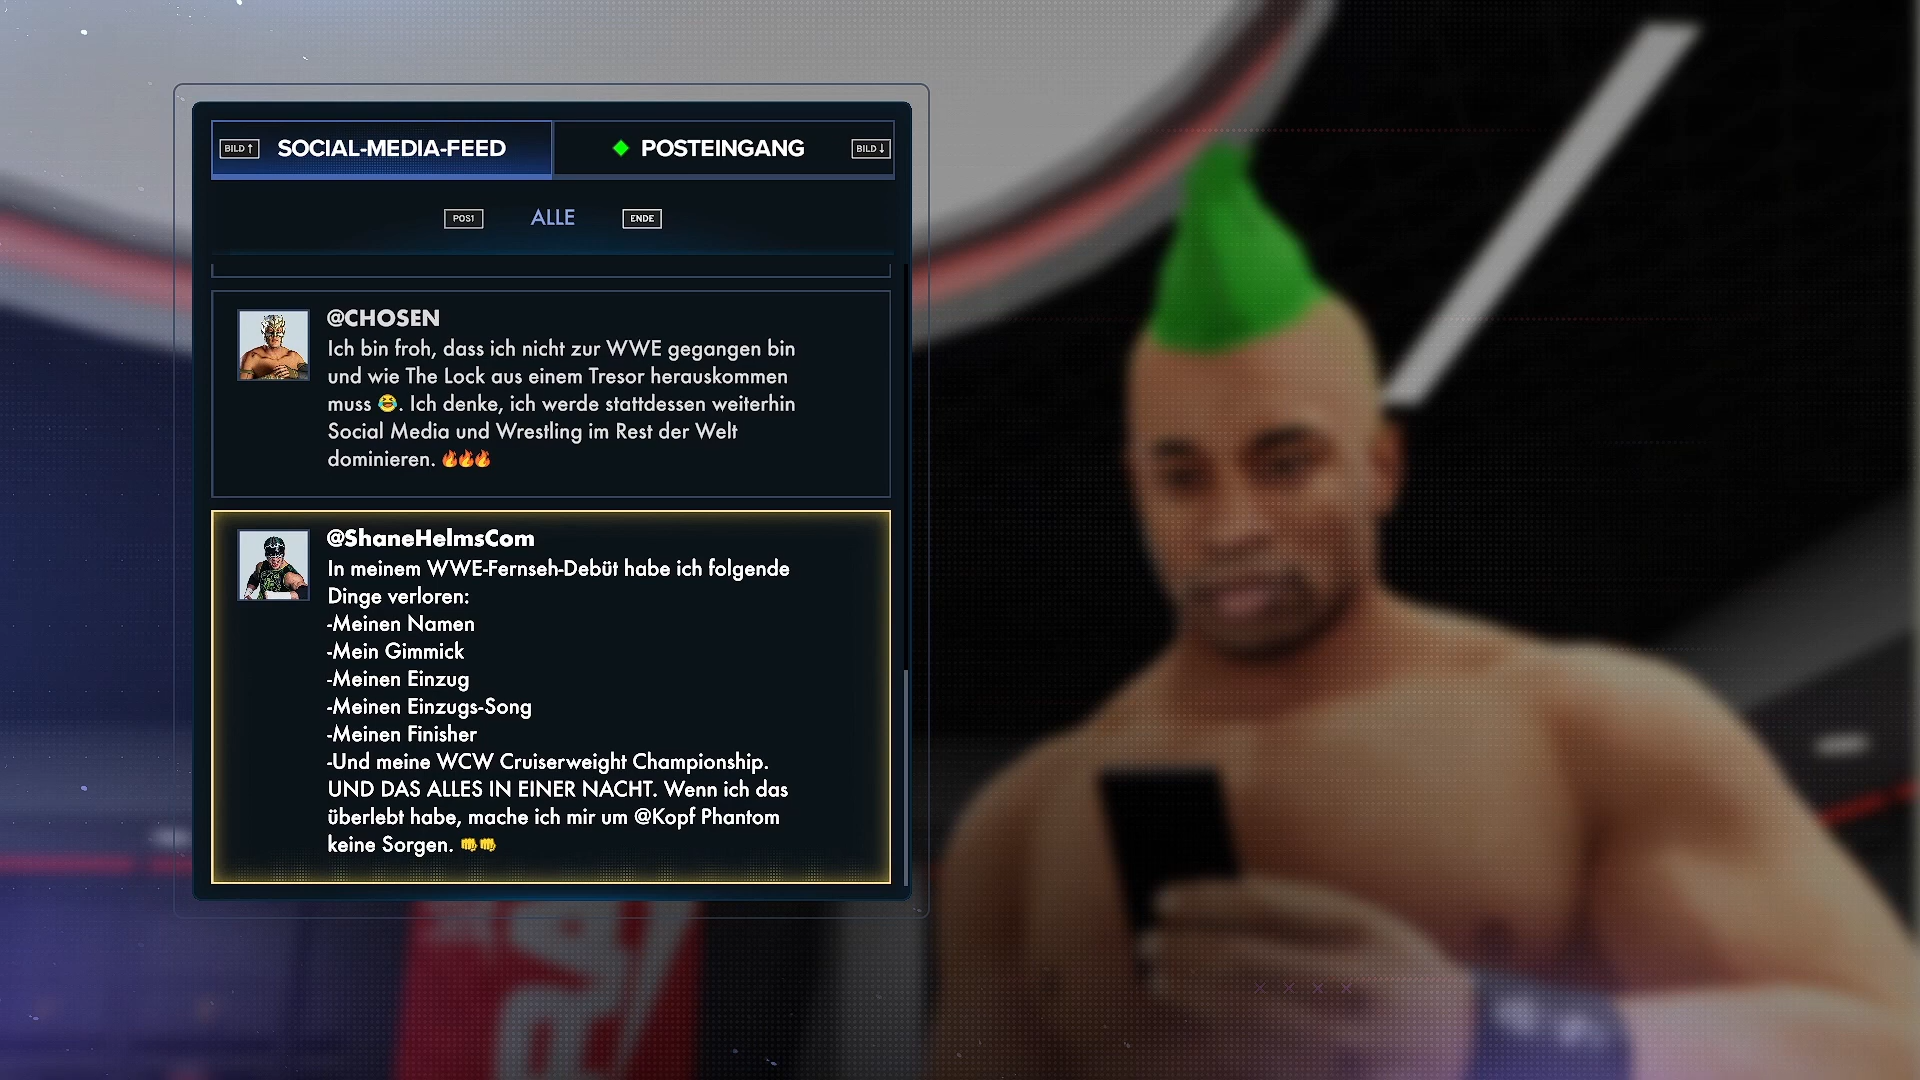 BILD↑ SOCIAL-MEDIA-FEED POSTEINGANG BILD↓
POS1 ALLE ENDE
@CHOSEN
Ich bin froh, dass ich nicht zur WWE gegangen bin
und wie The Lock aus einem Tresor herauskommen
muss 😂. Ich denke, ich werde stattdessen weiterhin
Social Media und Wrestling im Rest der Welt
dominieren. 🔥🔥🔥
@ShaneHelmsCom
In meinem WWE-Fernseh-Debüt habe ich folgende
Dinge verloren:
-Meinen Namen
-Mein Gimmick
-Meinen Einzug
-Meinen Einzugs-Song
-Meinen Finisher
-Und meine WCW Cruiserweight Championship.
UND DAS ALLES IN EINER NACHT. Wenn ich das
überlebt habe, mache ich mir um @Kopf Phantom
keine Sorgen. 👊👊